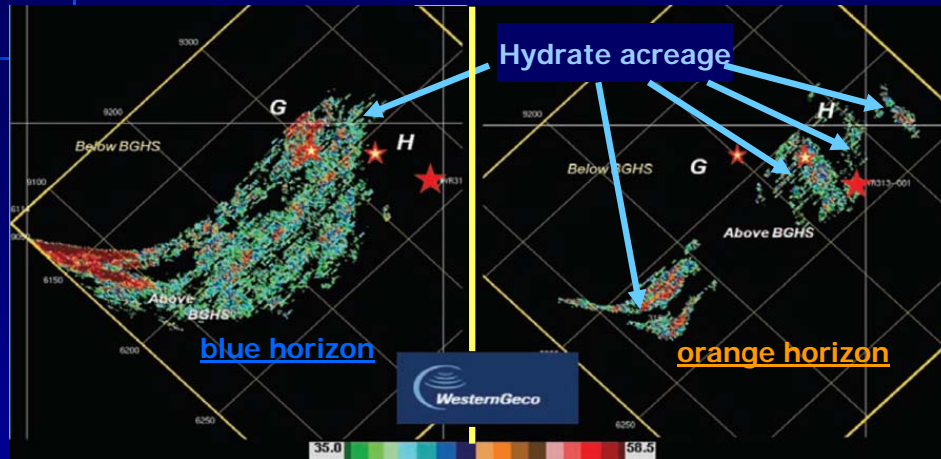 Hydrate acreage
9300
9200
G
H
Below BGHS
WR31
9100
6150
Above
BGHS
6200
6250
blue horizon
9200
H
G
Below BGHS
WR313--001
Above BGHS
6250
orange horizon
WesternGeco
35.0
58.5